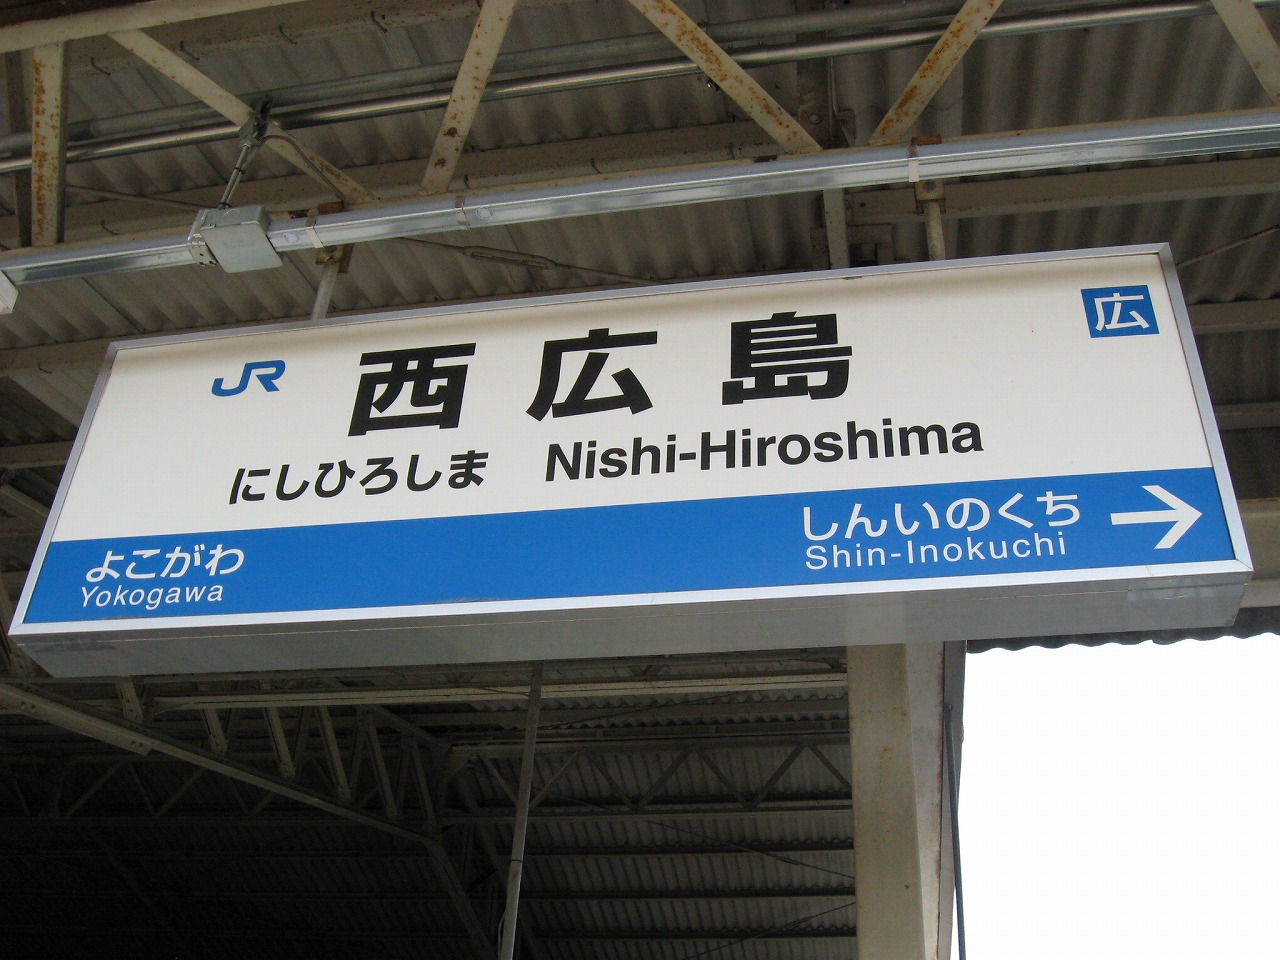 JR 西広島 広
にしひろしま Nishi-Hiroshima
よこがわ しんいのくち →
Yokogawa Shin-Inokuchi